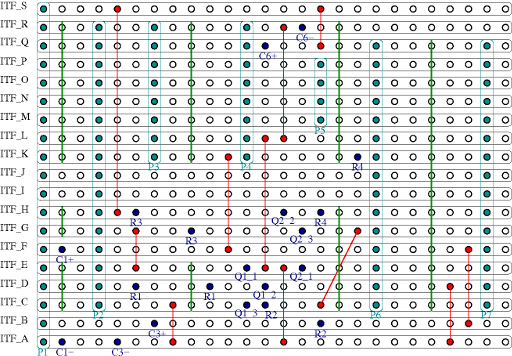 ITF_S
ITF_R
C6-
ITF_Q
C6+
ITF_P
ITF_O
ITF_N
ITF_M
P5
ITF_L
ITF_K
P3 P4 R4
ITF_J
ITF_I
ITF_H
R3 Q2_2 R4
ITF_G
R3 Q2_3
ITF_F
C1+
ITF_E
Q1_1 Q2_1
ITF_D
R1 R1 Q1_2
ITF_C
P2 Q1_3 R2 P6 P7
ITF_B
C3+ R2
ITF_A
P1 C1- C3-